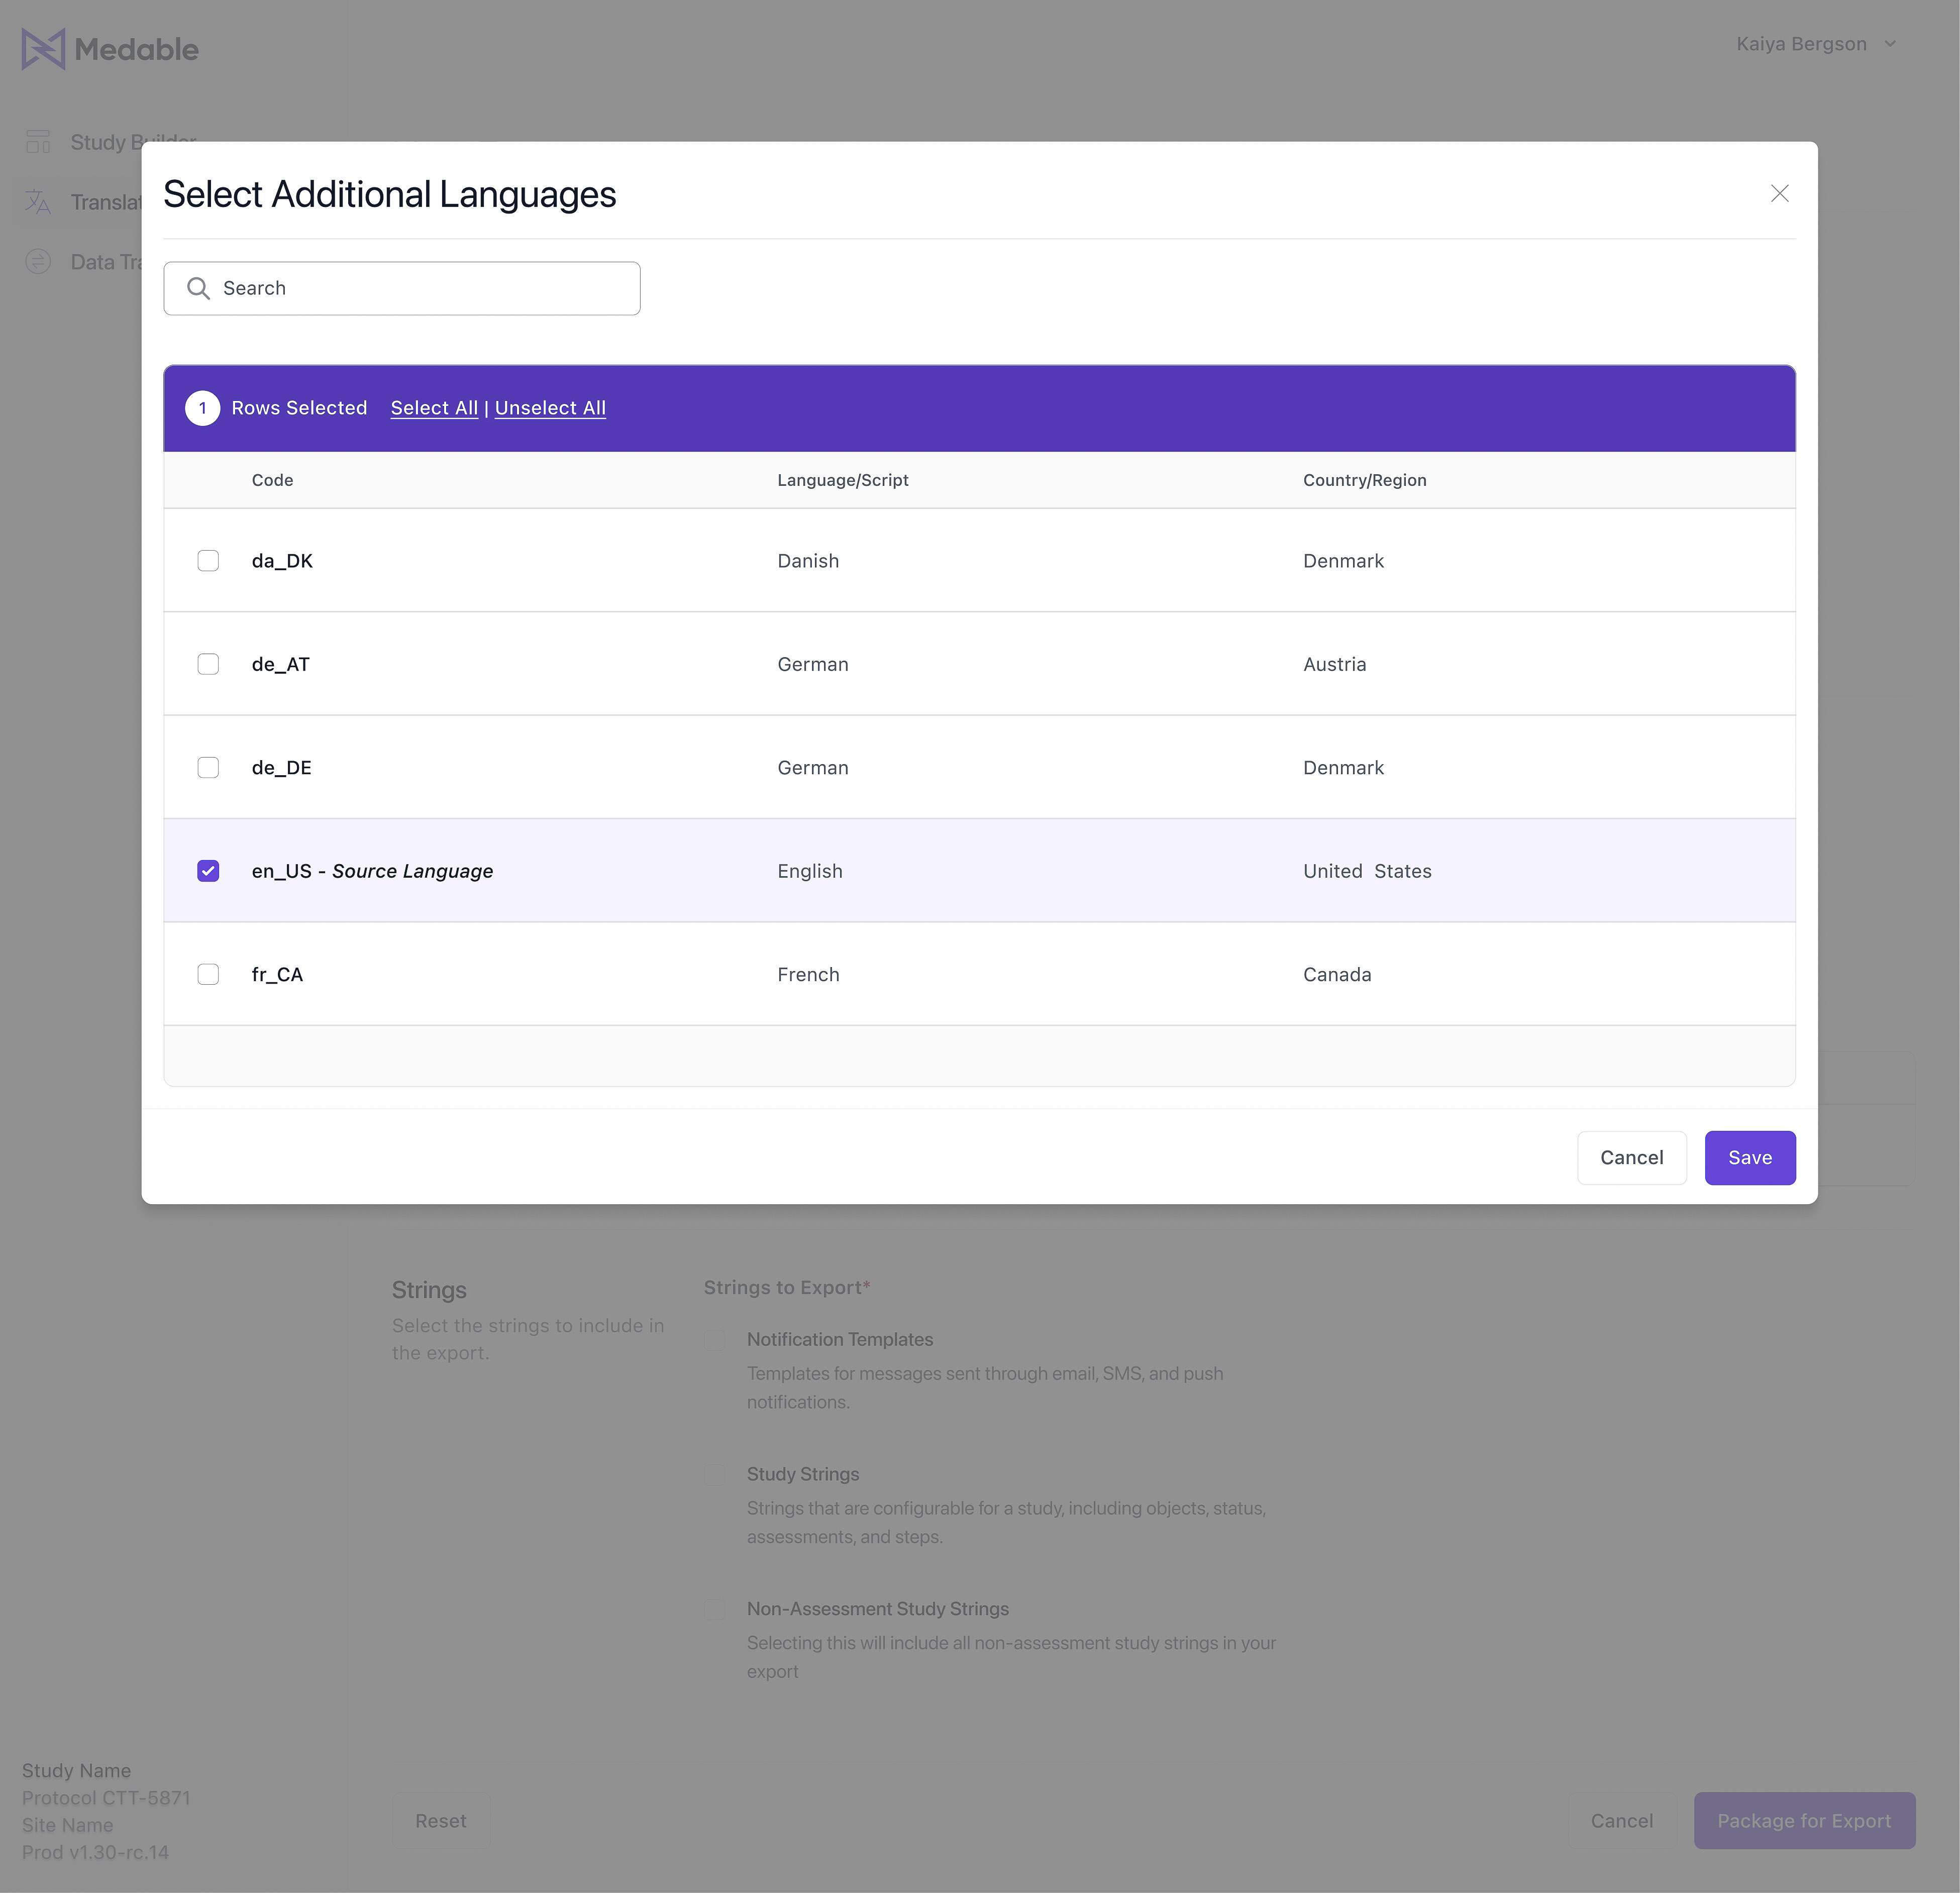 Medable
Kaiya Bergson
Study Builder
Translat
Data Tra
Select Additional Languages
Search
1 Rows Selected Select All | Unselect All
Code Language/Script Country/Region
da_DK Danish Denmark
de_AT German Austria
de_DE German Denmark
en_US - Source Language English United States
fr_CA French Canada
Cancel Save
Strings
Select the strings to include in
the export.
Strings to Export*
Notification Templates
Templates for messages sent through email, SMS, and push
notifications.
Study Strings
Strings that are configurable for a study, including objects, status,
assessments, and steps.
Non-Assessment Study Strings
Selecting this will include all non-assessment study strings in your
export
Study Name
Protocol CTT-5871
Site Name
Prod v1.30-rc.14
Reset Cancel Package for Export